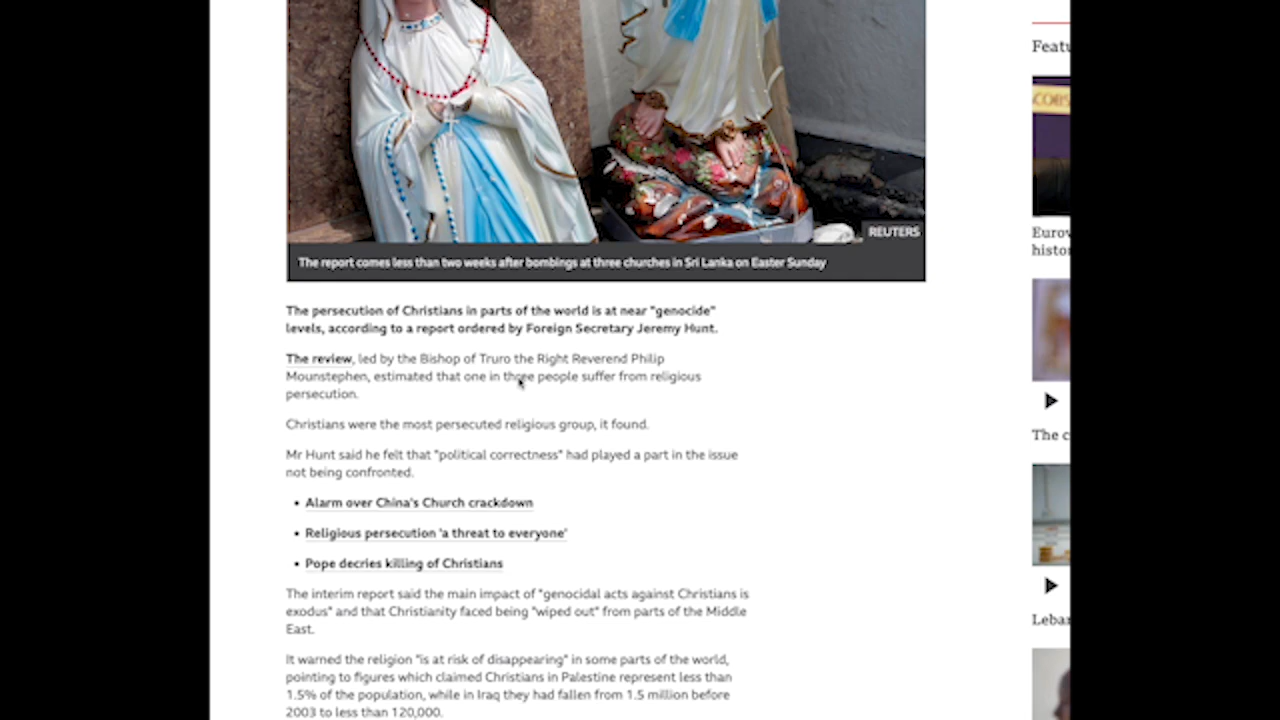 REUTERS
The report comes less than two weeks after bombings at three churches in Sri Lanka on Easter Sunday
The persecution of Christians in parts of the world is at near "genocide"
levels, according to a report ordered by Foreign Secretary Jeremy Hunt.
The review, led by the Bishop of Truro the Right Reverend Philip
Mounstephen, estimated that one in three people suffer from religious
persecution.
Christians were the most persecuted religious group, it found.
Mr Hunt said he felt that "political correctness" had played a part in the issue
not being confronted.
• Alarm over China's Church crackdown
• Religious persecution 'a threat to everyone'
• Pope decries killing of Christians
The interim report said the main impact of "genocidal acts against Christians is
exodus" and that Christianity faced being "wiped out" from parts of the Middle
East.
It warned the religion "is at risk of disappearing" in some parts of the world,
pointing to figures which claimed Christians in Palestine represent less than
1.5% of the population, while in Iraq they had fallen from 1.5 million before
2003 to less than 120,000.
Featu
COBS
Eurov
histor
The c
Leba